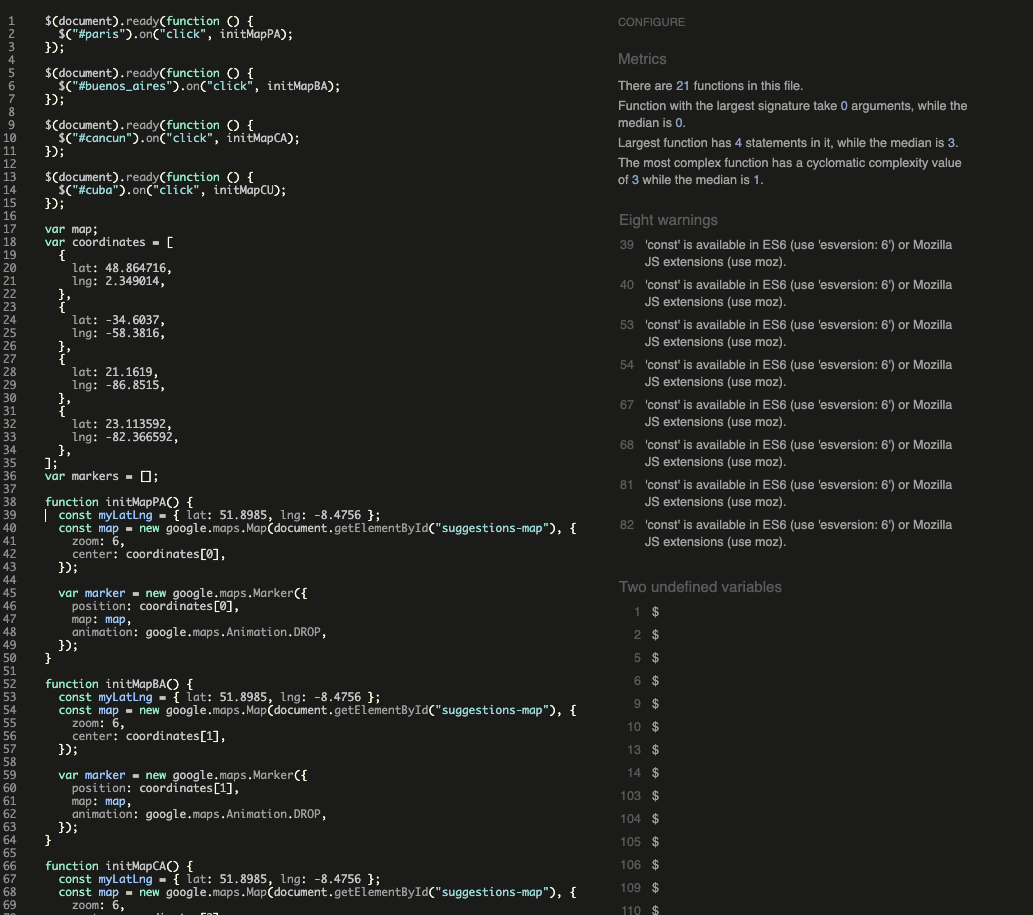 1 $(document).ready(function () {
2 $("#paris").on("click", initMapPA);
3 });
4
5 $(document).ready(function () {
6 $("#buenos_aires").on("click", initMapBA);
7 });
8
9 $(document).ready(function () {
10 $("#cancun").on("click", initMapCA);
11 });
12
13 $(document).ready(function () {
14 $("#cuba").on("click", initMapCU);
15 });
16
17 var map;
18 var coordinates = [
19 {
20 lat: 48.864716,
21 lng: 2.349014,
22 },
23 {
24 lat: -34.6037,
25 lng: -58.3816,
26 },
27 {
28 lat: 21.1619,
29 lng: -86.8515,
30 },
31 {
32 lat: 23.113592,
33 lng: -82.366592,
34 },
35 ];
36 var markers = [];
37
38 function initMapPA() {
39 const myLatLng = { lat: 51.8985, lng: -8.4756 };
40 const map = new google.maps.Map(document.getElementById("suggestions-map"), {
41 zoom: 6,
42 center: coordinates[0],
43 });
44
45 var marker = new google.maps.Marker({
46 position: coordinates[0],
47 map: map,
48 animation: google.maps.Animation.DROP,
49 });
50 }
51
52 function initMapBA() {
53 const myLatLng = { lat: 51.8985, lng: -8.4756 };
54 const map = new google.maps.Map(document.getElementById("suggestions-map"), {
55 zoom: 6,
56 center: coordinates[1],
57 });
58
59 var marker = new google.maps.Marker({
60 position: coordinates[1],
61 map: map,
62 animation: google.maps.Animation.DROP,
63 });
64 }
65
66 function initMapCA() {
67 const myLatLng = { lat: 51.8985, lng: -8.4756 };
68 const map = new google.maps.Map(document.getElementById("suggestions-map"), {
69 zoom: 6,
CONFIGURE
Metrics
There are 21 functions in this file.
Function with the largest signature take 0 arguments, while the
median is 0.
Largest function has 4 statements in it, while the median is 3.
The most complex function has a cyclomatic complexity value
of 3 while the median is 1.
Eight warnings
39 'const' is available in ES6 (use 'esversion: 6') or Mozilla
JS extensions (use moz).
40 'const' is available in ES6 (use 'esversion: 6') or Mozilla
JS extensions (use moz).
53 'const' is available in ES6 (use 'esversion: 6') or Mozilla
JS extensions (use moz).
54 'const' is available in ES6 (use 'esversion: 6') or Mozilla
JS extensions (use moz).
67 'const' is available in ES6 (use 'esversion: 6') or Mozilla
JS extensions (use moz).
68 'const' is available in ES6 (use 'esversion: 6') or Mozilla
JS extensions (use moz).
81 'const' is available in ES6 (use 'esversion: 6') or Mozilla
JS extensions (use moz).
82 'const' is available in ES6 (use 'esversion: 6') or Mozilla
JS extensions (use moz).
Two undefined variables
1 $
2 $
5 $
6 $
9 $
10 $
13 $
14 $
103 $
104 $
105 $
106 $
109 $
110 $